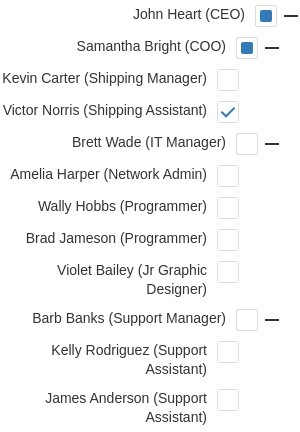 John Heart (CEO)
Samantha Bright (COO)
Kevin Carter (Shipping Manager)
Victor Norris (Shipping Assistant)
Brett Wade (IT Manager)
Amelia Harper (Network Admin)
Wally Hobbs (Programmer)
Brad Jameson (Programmer)
Violet Bailey (Jr Graphic
Designer)
Barb Banks (Support Manager)
Kelly Rodriguez (Support
Assistant)
James Anderson (Support
Assistant)